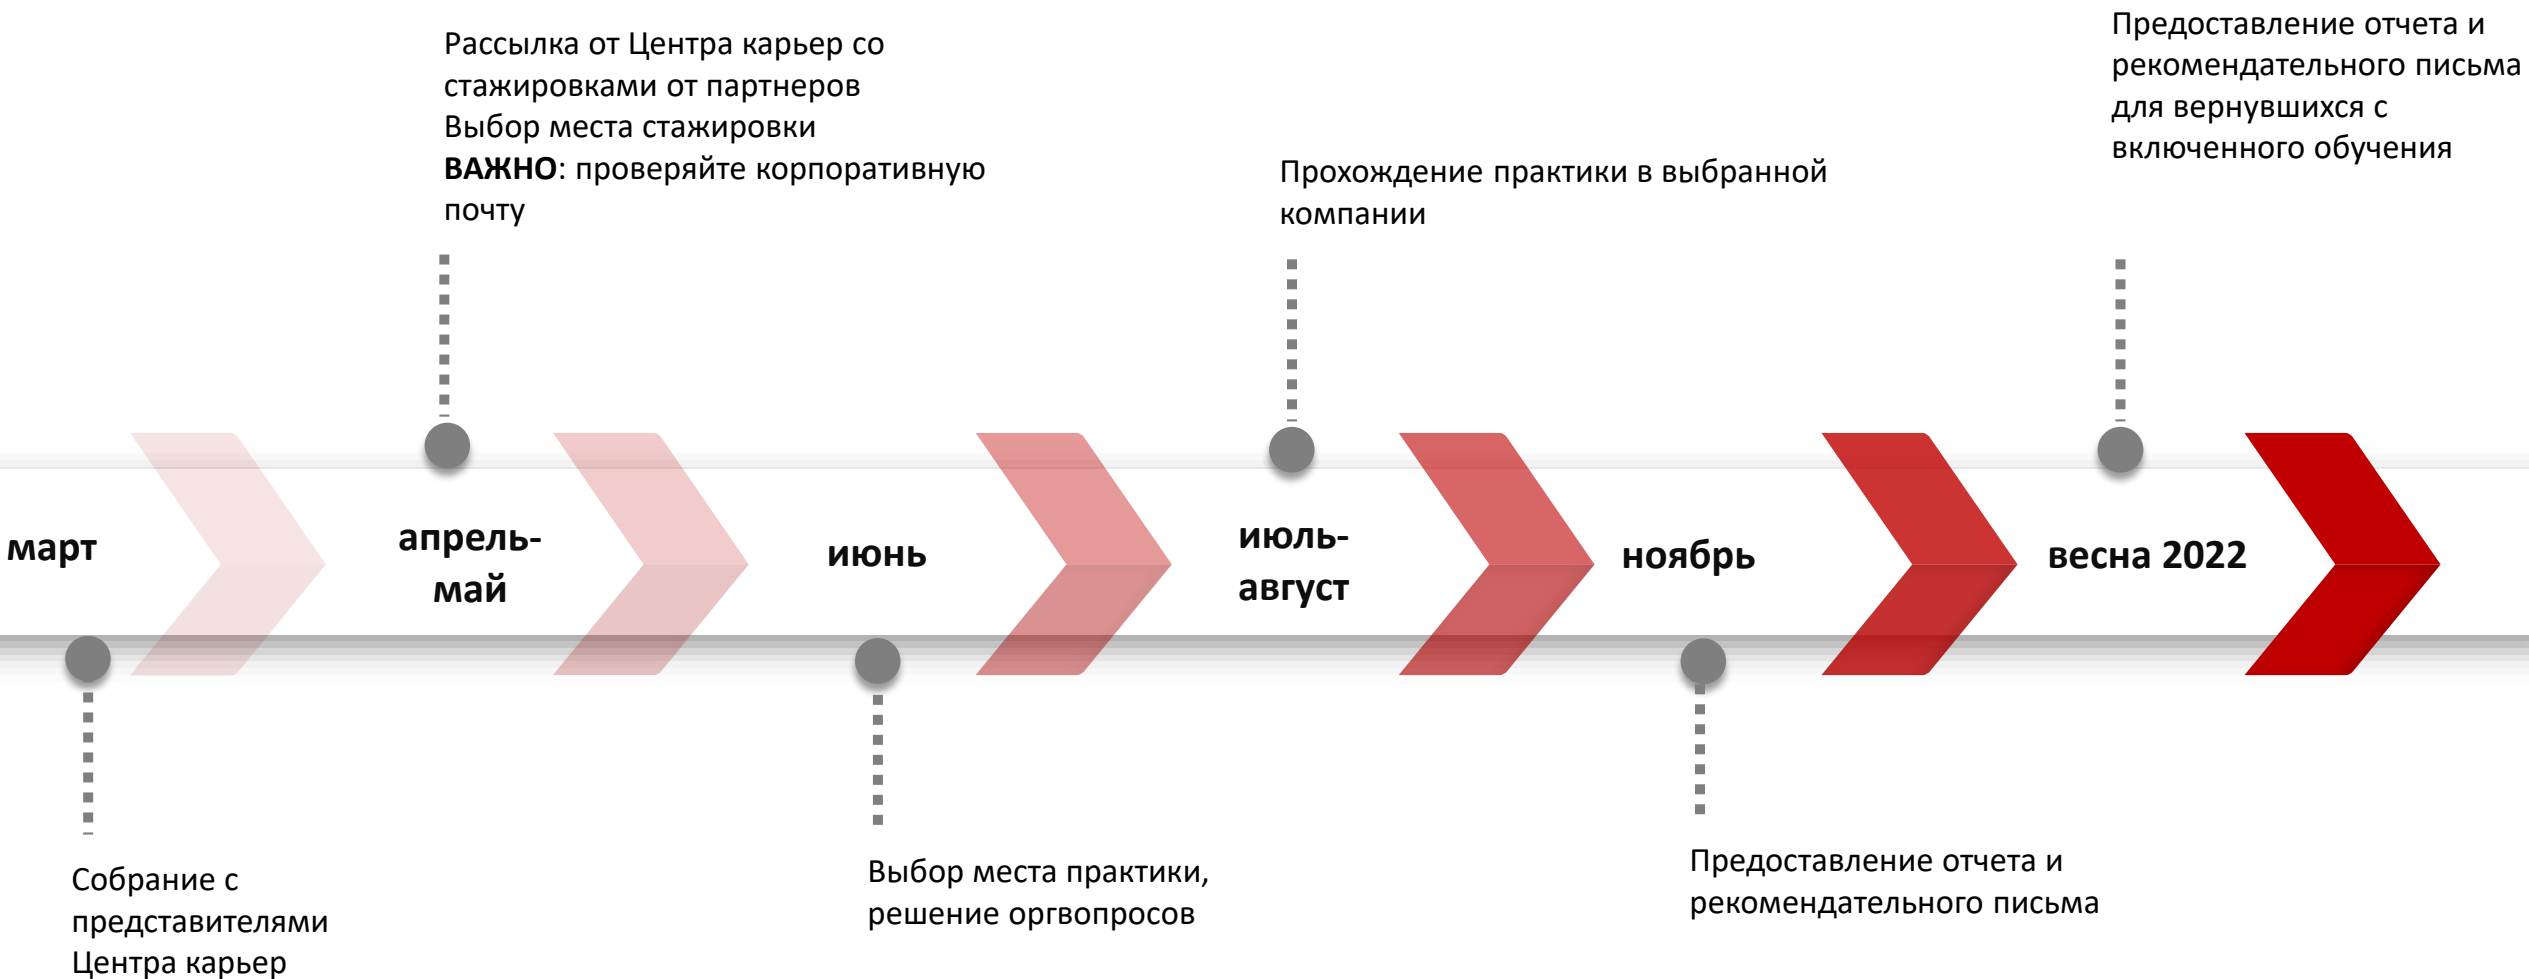 Предоставление отчета и
рекомендательного письма
для вернувшихся с
включенного обучения
Рассылка от Центра карьер со
стажировками от партнеров
Выбор места стажировки
ВАЖНО: проверяйте корпоративную
почту
Прохождение практики в выбранной
компании
март
апрель-
май
июнь
июль-
август
ноябрь
весна 2022
Собрание с
представителями
Центра карьер
Выбор места практики,
решение оргвопросов
Предоставление отчета и
рекомендательного письма